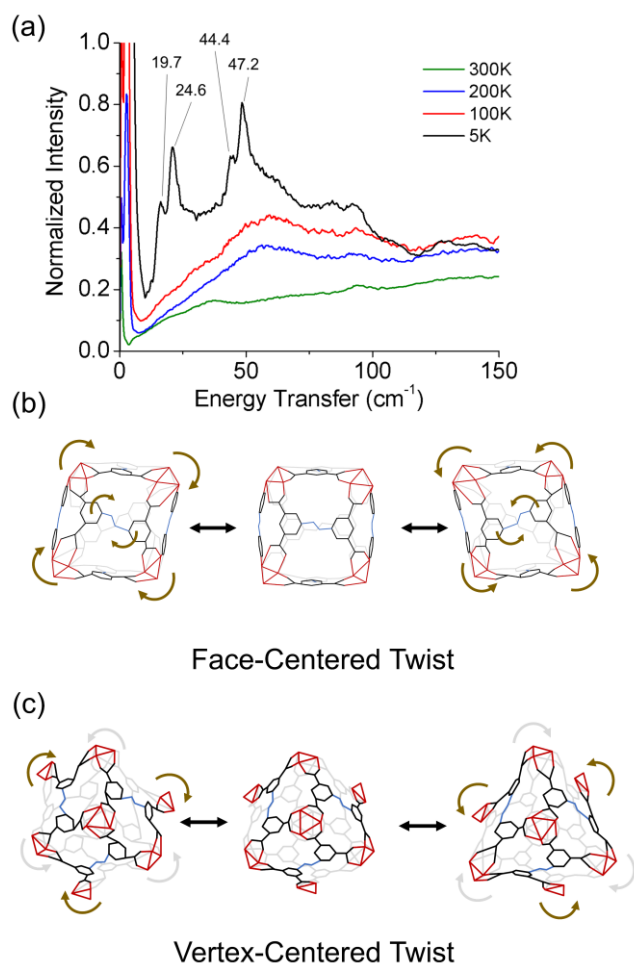 (a)
1.0
0.8
0.6
0.4
0.2
0.0
Normalized Intensity
19.7
24.6
44.4
47.2
300K
200K
100K
5K
0
50
100
150
Energy Transfer (cm⁻¹)
(b)
Face-Centered Twist
(c)
Vertex-Centered Twist